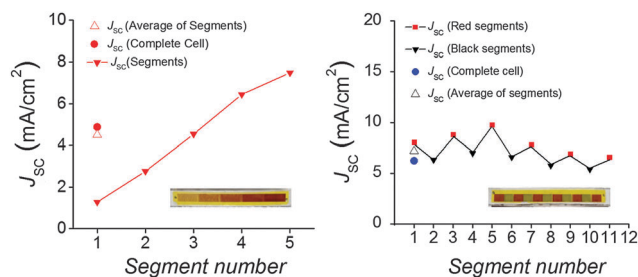 J_SC (Average of Segments)
J_SC (Complete Cell)
J_SC (Segments)
J_SC (mA/cm²)
8
6
4
2
0
1 2 3 4 5
Segment number
J_SC (Red segments)
J_SC (Black segments)
J_SC (Complete cell)
J_SC (Average of segments)
J_SC (mA/cm²)
20
15
10
5
0
1 2 3 4 5 6 7 8 9 10 11 12
Segment number